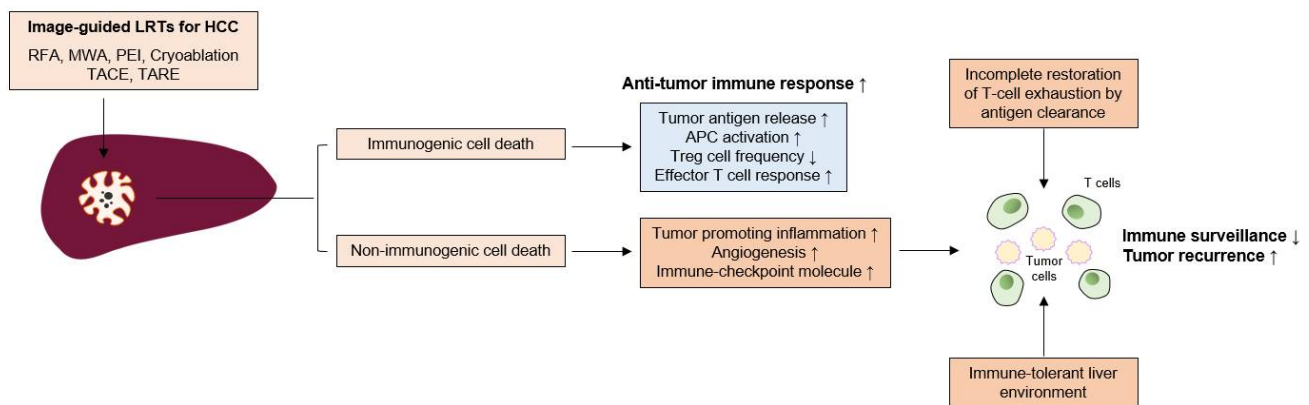 Image-guided LRTs for HCC
RFA, MWA, PEI, Cryoablation
TACE, TARE
Immunogenic cell death
Non-immunogenic cell death
Anti-tumor immune response ↑
Tumor antigen release ↑
APC activation ↑
Treg cell frequency ↓
Effector T cell response ↑
Tumor promoting inflammation ↑
Angiogenesis ↑
Immune-checkpoint molecule ↑
Incomplete restoration
of T-cell exhaustion by
antigen clearance
T cells
Tumor
cells
Immune surveillance ↓
Tumor recurrence ↑
Immune-tolerant liver
environment